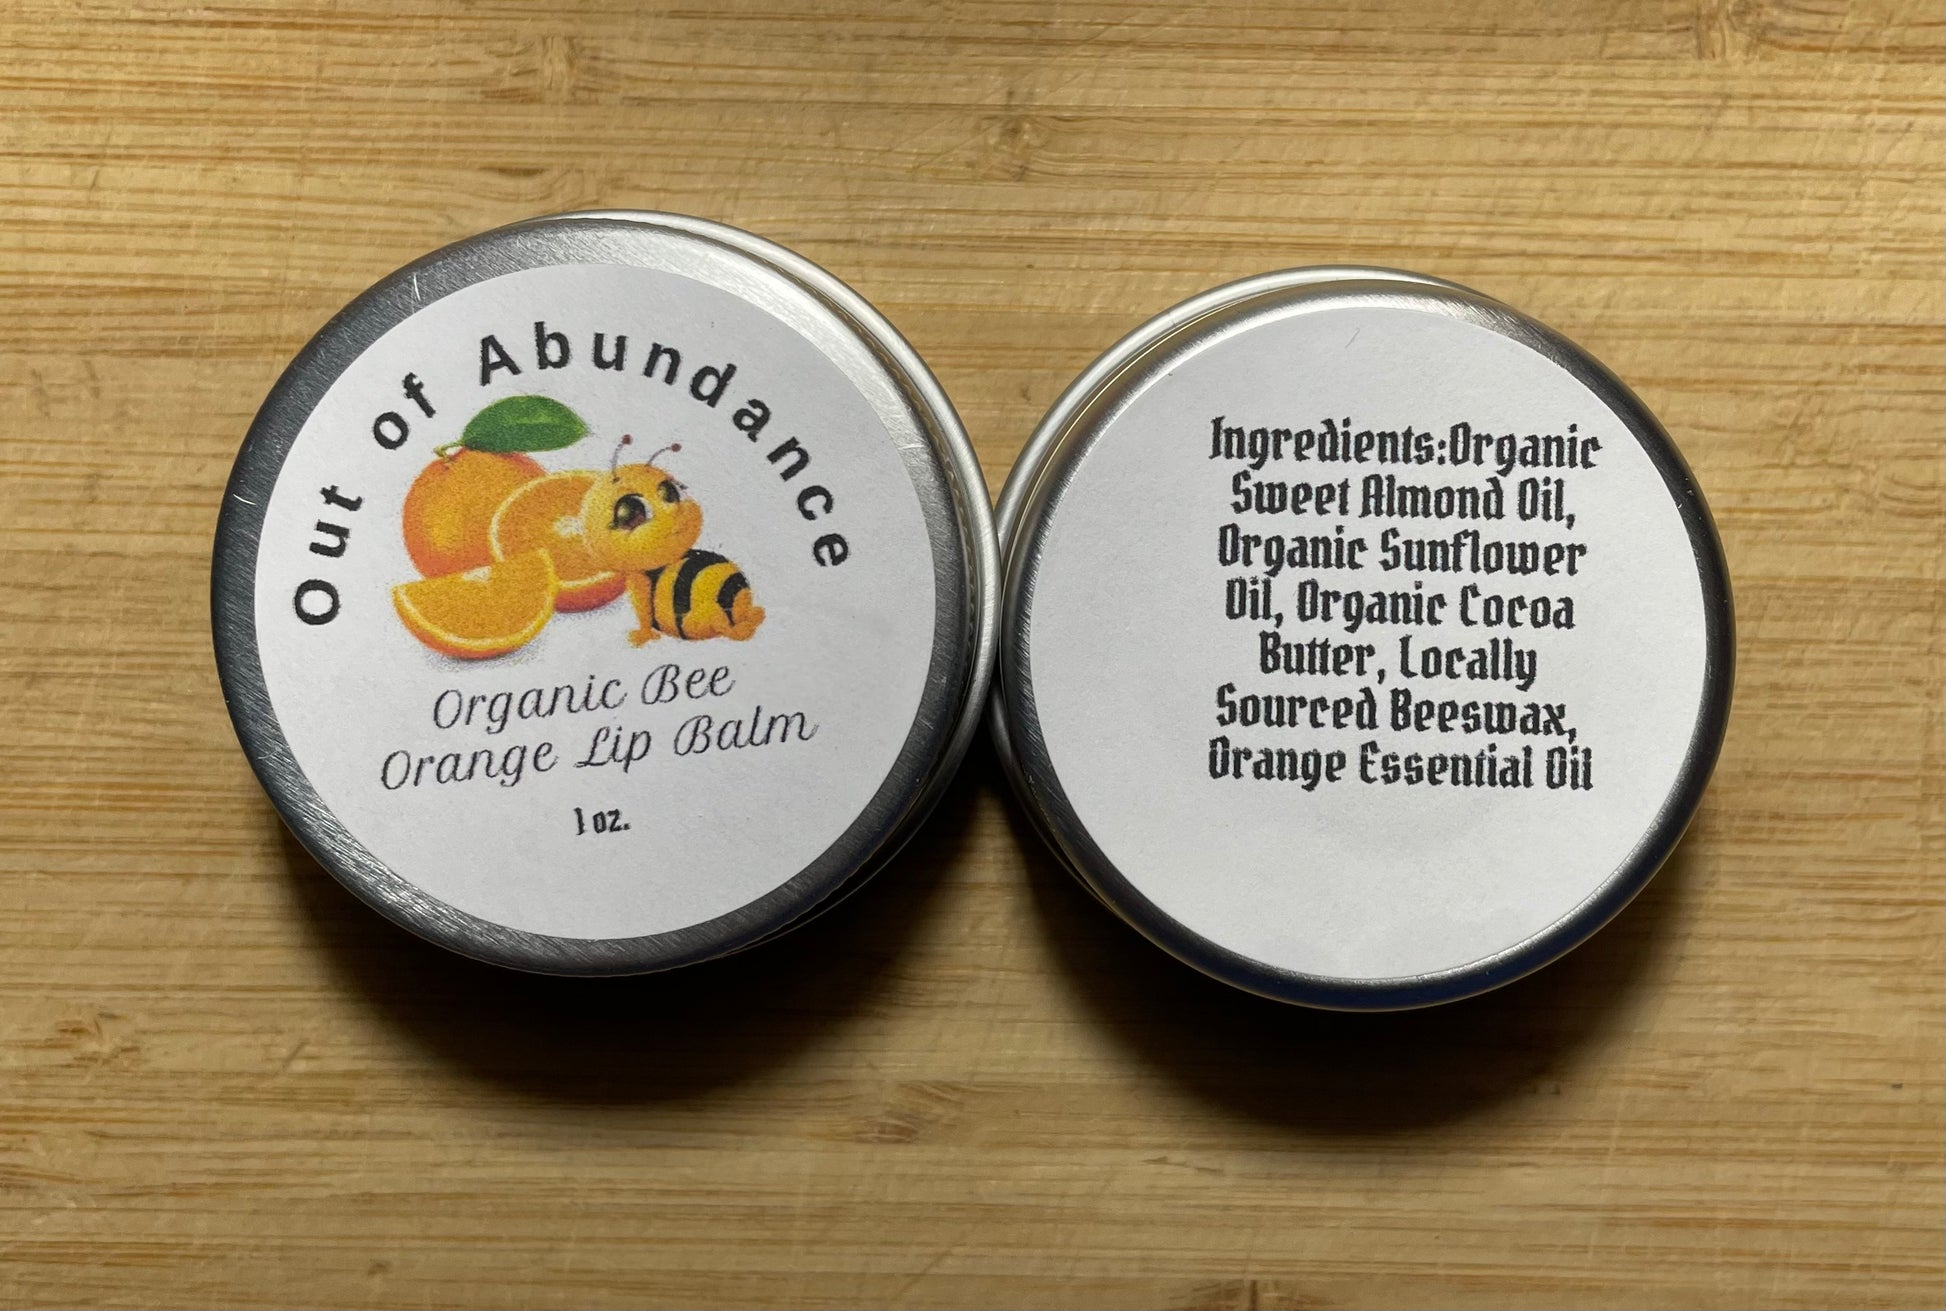 Out of Abundance
Organic Bee
Orange Lip Balm
1 oz.
Ingredients:Organic
Sweet Almond Oil,
Organic Sunflower
Oil, Organic Cocoa
Butter, Locally
Sourced Beeswax,
Orange Essential Oil